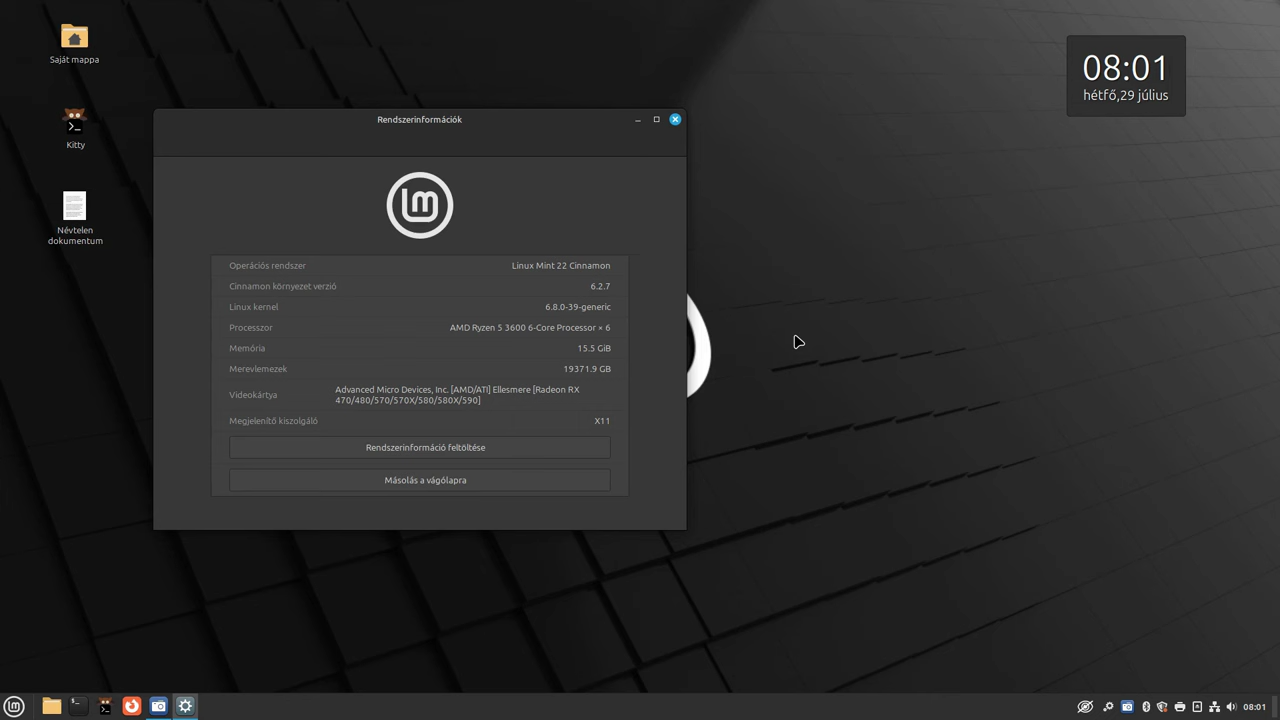 Saját mappa
Kitty
Névtelen
dokumentum
08:01
hétfő,29 július
Rendszerinformációk
lm
Operációs rendszer Linux Mint 22 Cinnamon
Cinnamon környezet verzió 6.2.7
Linux kernel 6.8.0-39-generic
Processzor AMD Ryzen 5 3600 6-Core Processor × 6
Memória 15.5 GiB
Merevlemezek 19371.9 GB
Videokártya Advanced Micro Devices, Inc. [AMD/ATI] Ellesmere [Radeon RX
470/480/570/570X/580/580X/590]
Megjelenítő kiszolgáló X11
Rendszerinformáció feltöltése
Másolás a vágólapra
08:01